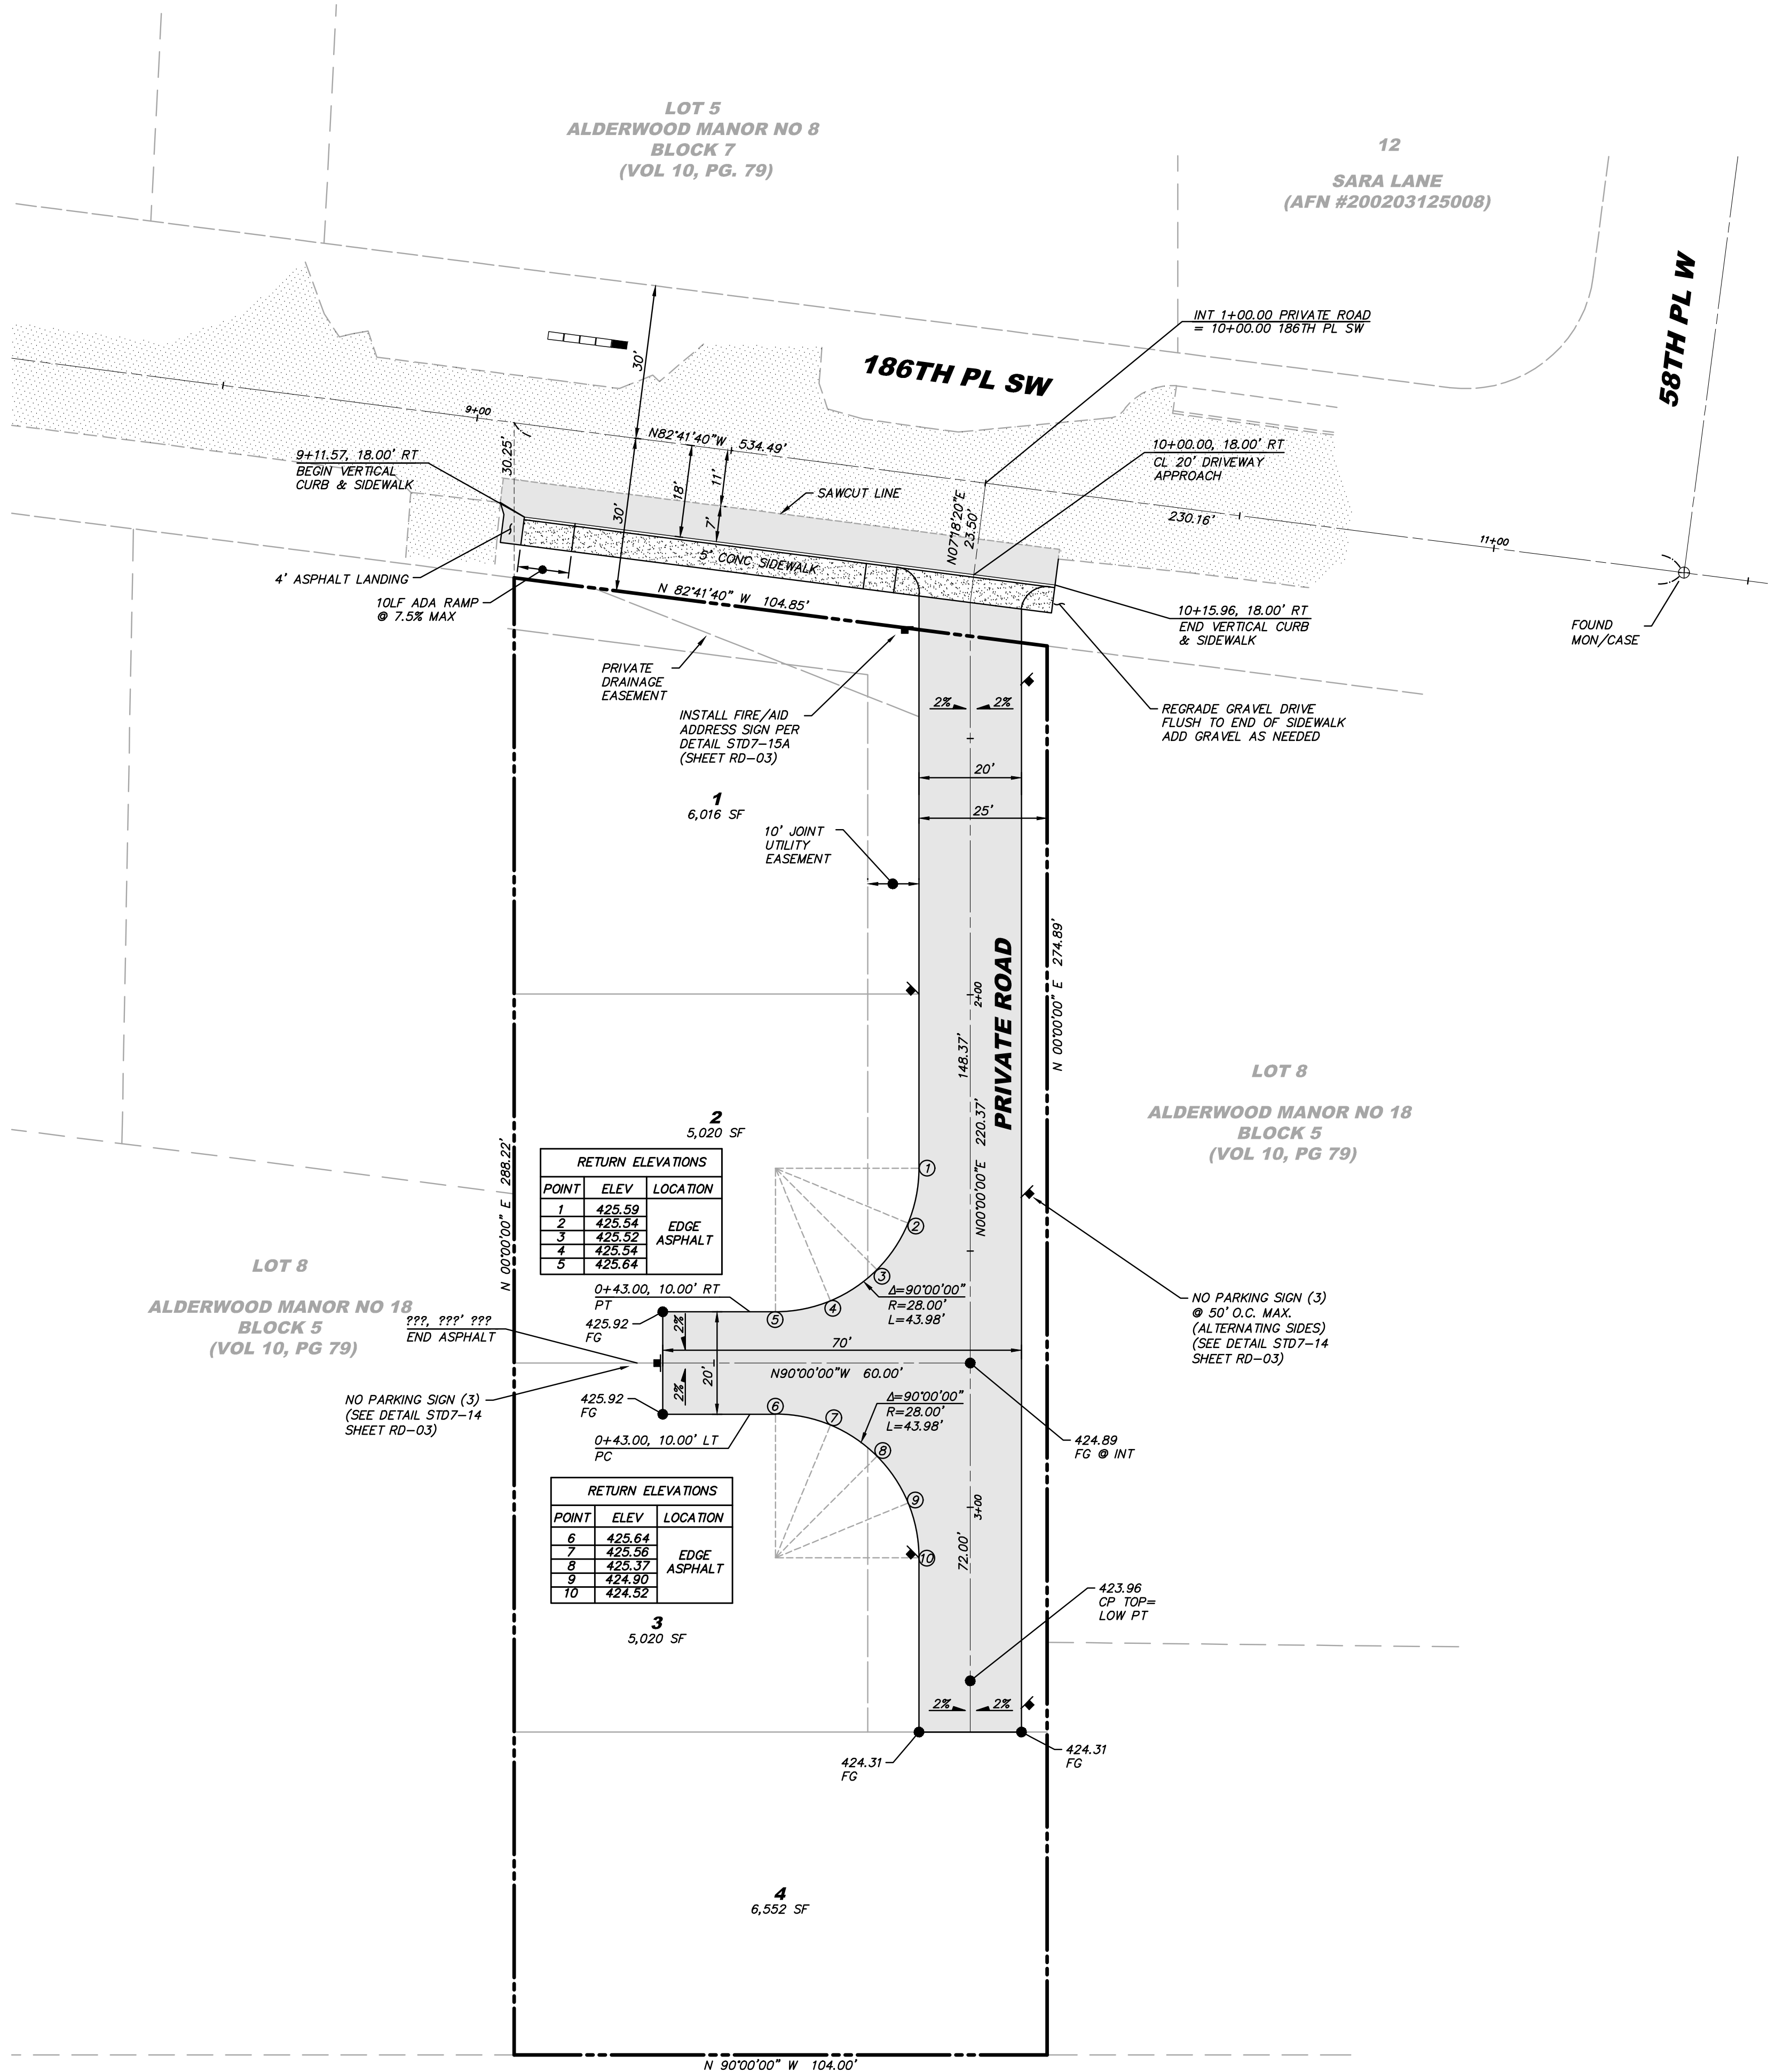 LOT 5
ALDERWOOD MANOR NO 8
BLOCK 7
(VOL 10, PG. 79)
12
SARA LANE
(AFN #200203125008)
58TH PL W
INT 1+00.00 PRIVATE ROAD
= 10+00.00 186TH PL SW
186TH PL SW
30'
9+00
N82°41'40"W 534.49'
9+11.57, 18.00' RT
BEGIN VERTICAL
CURB & SIDEWALK
30.25'
10+00.00, 18.00' RT
CL 20' DRIVEWAY
APPROACH
18'
11'
30'
7'
SAWCUT LINE
N07°18'20"E
23.50'
230.16'
11+00
5' CONC SIDEWALK
4' ASPHALT LANDING
10LF ADA RAMP
@ 7.5% MAX
N 82°41'40" W 104.85'
10+15.96, 18.00' RT
END VERTICAL CURB
& SIDEWALK
FOUND
MON/CASE
PRIVATE
DRAINAGE
EASEMENT
INSTALL FIRE/AID
ADDRESS SIGN PER
DETAIL STD7-15A
(SHEET RD-03)
2% 2%
REGRADE GRAVEL DRIVE
FLUSH TO END OF SIDEWALK
ADD GRAVEL AS NEEDED
20'
25'
1
6,016 SF
10' JOINT
UTILITY
EASEMENT
N 00°00'00" E 274.89'
PRIVATE ROAD
2+00
148.37'
N00°00'00"E 220.37'
LOT 8
ALDERWOOD MANOR NO 18
BLOCK 5
(VOL 10, PG 79)
2
5,020 SF
N 00°00'00" E 288.22'
RETURN ELEVATIONS
POINT ELEV LOCATION
1 425.59
2 425.54
3 425.52
4 425.54
5 425.64
EDGE
ASPHALT
1
2
3
4
5
LOT 8
ALDERWOOD MANOR NO 18
BLOCK 5
(VOL 10, PG 79)
0+43.00, 10.00' RT
PT
Δ=90°00'00"
R=28.00'
L=43.98'
???, ???' ???
END ASPHALT
425.92
FG
2%
70'
20'
N90°00'00"W 60.00'
2%
NO PARKING SIGN (3)
@ 50' O.C. MAX.
(ALTERNATING SIDES)
(SEE DETAIL STD7-14
SHEET RD-03)
NO PARKING SIGN (3)
(SEE DETAIL STD7-14
SHEET RD-03)
425.92
FG
Δ=90°00'00"
R=28.00'
L=43.98'
0+43.00, 10.00' LT
PC
424.89
FG @ INT
6
7
8
9
10
RETURN ELEVATIONS
POINT ELEV LOCATION
6 425.64
7 425.56
8 425.37
9 424.90
10 424.52
EDGE
ASPHALT
3+00
72.00'
423.96
CP TOP=
LOW PT
3
5,020 SF
2% 2%
424.31
FG
424.31
FG
4
6,552 SF
N 90°00'00" W 104.00'